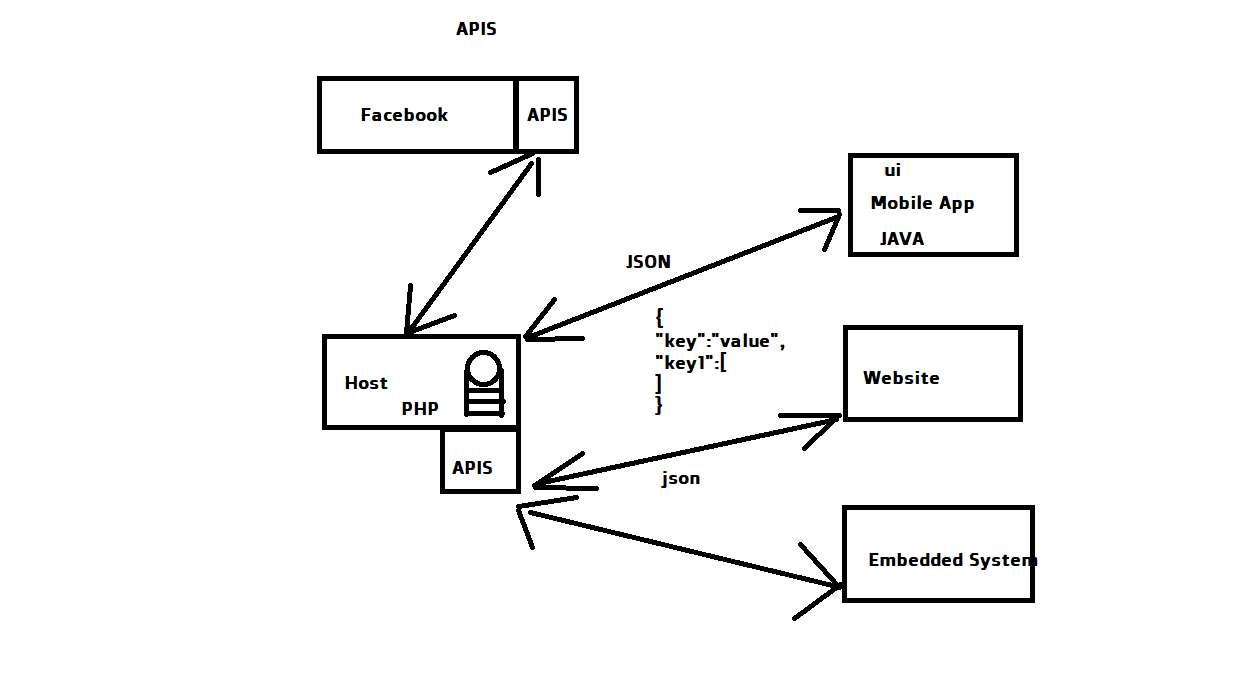 APIS
Facebook
APIS
ui
Mobile App
JAVA
JSON
{
"key":"value",
"key1":[
]
}
Host
PHP
APIS
Website
json
Embedded System